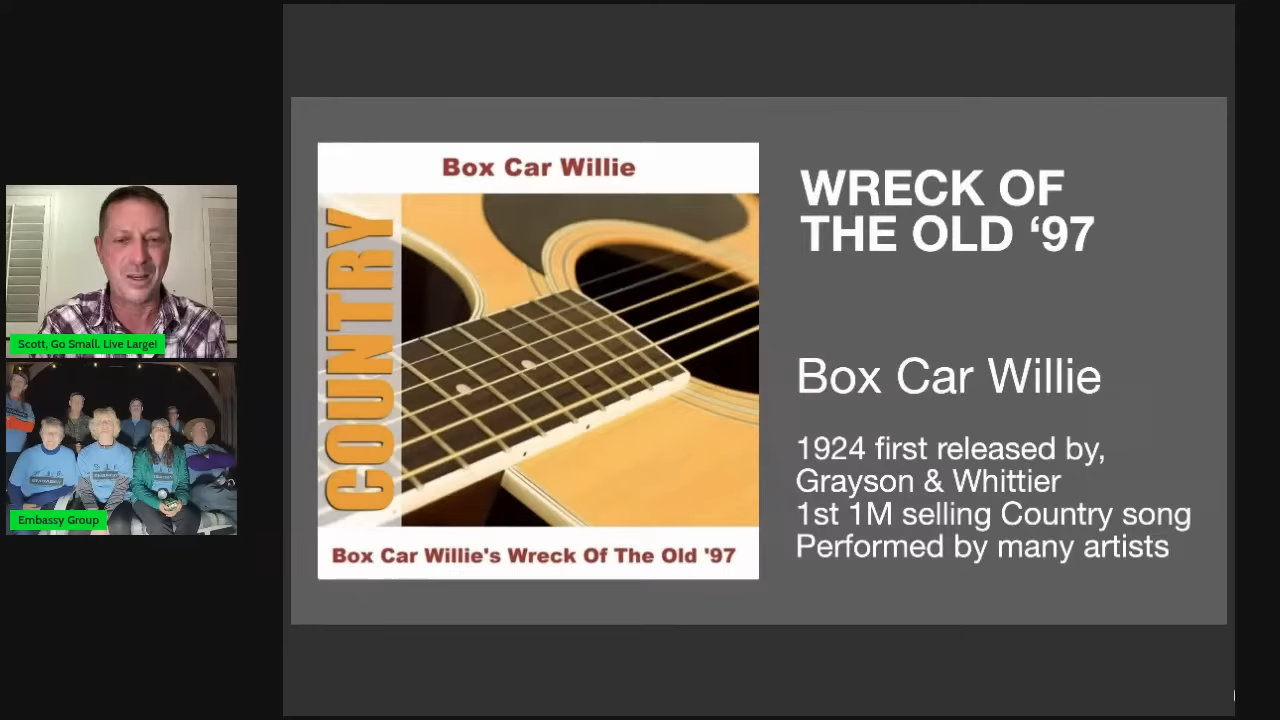 Box Car Willie
COUNTRY
Box Car Willie's Wreck Of The Old '97
WRECK OF
THE OLD ‘97
Box Car Willie
1924 first released by,
Grayson & Whittier
1st 1M selling Country song
Performed by many artists
Scott, Go Small. Live Large!
Embassy Group